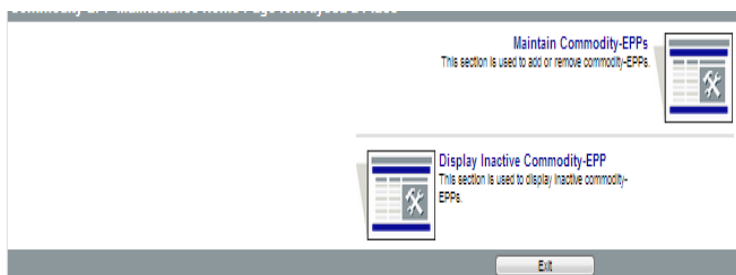 Maintain Commodity-EPPs
This section is used to add or remove commodity-EPPs.
Display Inactive Commodity-EPP
This section is used to display inactive commodity-
EPPs.
Exit